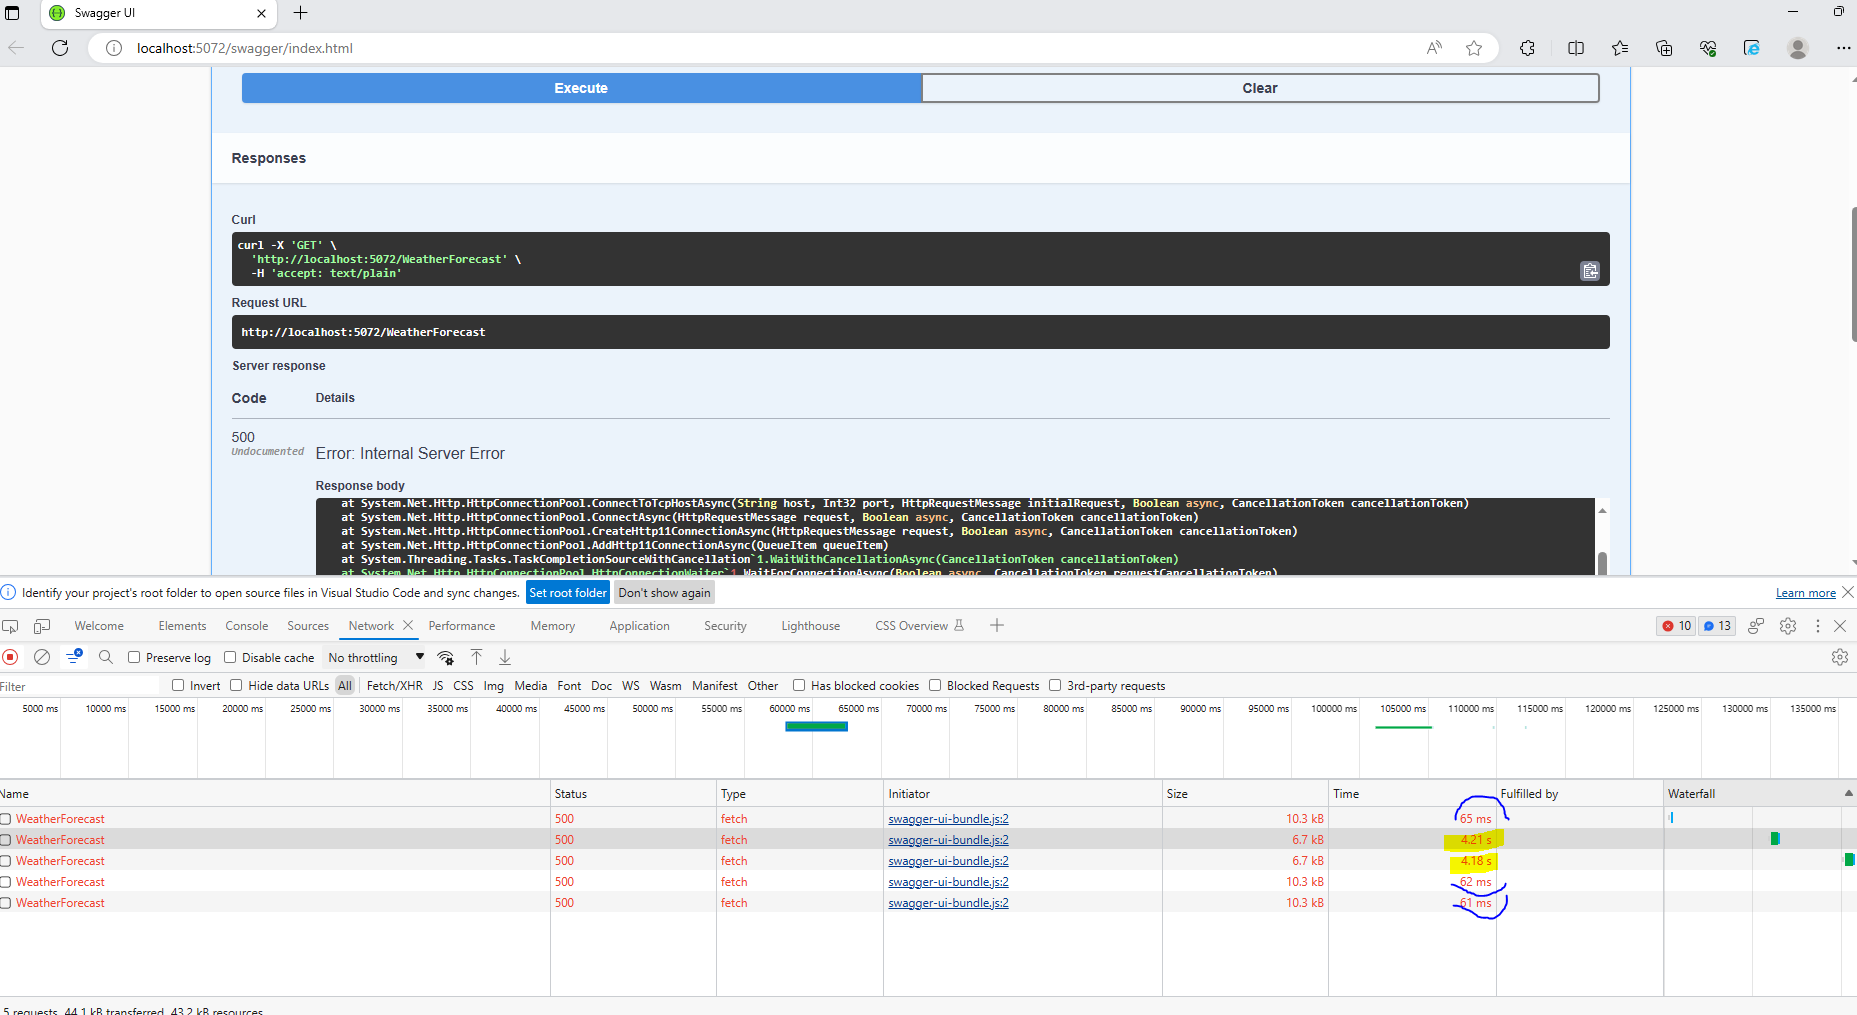 Swagger UI
localhost:5072/swagger/index.html
Execute
Clear
Responses
Curl
curl -X 'GET' \
'http://localhost:5072/WeatherForecast' \
-H 'accept: text/plain'
Request URL
http://localhost:5072/WeatherForecast
Server response
Code Details
500
Undocumented
Error: Internal Server Error
Response body
at System.Net.Http.HttpConnectionPool.ConnectToTcpHostAsync(String host, Int32 port, HttpRequestMessage initialRequest, Boolean async, CancellationToken cancellationToken)
at System.Net.Http.HttpConnectionPool.ConnectAsync(HttpRequestMessage request, Boolean async, CancellationToken cancellationToken)
at System.Net.Http.HttpConnectionPool.CreateHttp11ConnectionAsync(HttpRequestMessage request, Boolean async, CancellationToken cancellationToken)
at System.Net.Http.HttpConnectionPool.AddHttp11ConnectionAsync(QueueItem queueItem)
at System.Threading.Tasks.TaskCompletionSourceWithCancellation`1.WaitWithCancellationAsync(CancellationToken cancellationToken)
at System.Net.Http.HttpConnectionPool.HttpConnectionWaiter`1.WaitForConnectionAsync(Boolean async, CancellationToken requestCancellationToken)
Identify your project's root folder to open source files in Visual Studio Code and sync changes. Set root folder Don't show again Learn more
Welcome Elements Console Sources Network Performance Memory Application Security Lighthouse CSS Overview 10 13
Preserve log Disable cache No throttling
Filter Invert Hide data URLs All Fetch/XHR JS CSS Img Media Font Doc WS Wasm Manifest Other Has blocked cookies Blocked Requests 3rd-party requests
5000 ms 10000 ms 15000 ms 20000 ms 25000 ms 30000 ms 35000 ms 40000 ms 45000 ms 50000 ms 55000 ms 60000 ms 65000 ms 70000 ms 75000 ms 80000 ms 85000 ms 90000 ms 95000 ms 100000 ms 105000 ms 110000 ms 115000 ms 120000 ms 125000 ms 130000 ms 135000 ms
Name Status Type Initiator Size Time Fulfilled by Waterfall
WeatherForecast 500 fetch swagger-ui-bundle.js:2 10.3 kB 65 ms
WeatherForecast 500 fetch swagger-ui-bundle.js:2 6.7 kB 4.21 s
WeatherForecast 500 fetch swagger-ui-bundle.js:2 6.7 kB 4.18 s
WeatherForecast 500 fetch swagger-ui-bundle.js:2 10.3 kB 62 ms
WeatherForecast 500 fetch swagger-ui-bundle.js:2 10.3 kB 61 ms
5 requests 44.1 kB transferred 43.2 kB resources